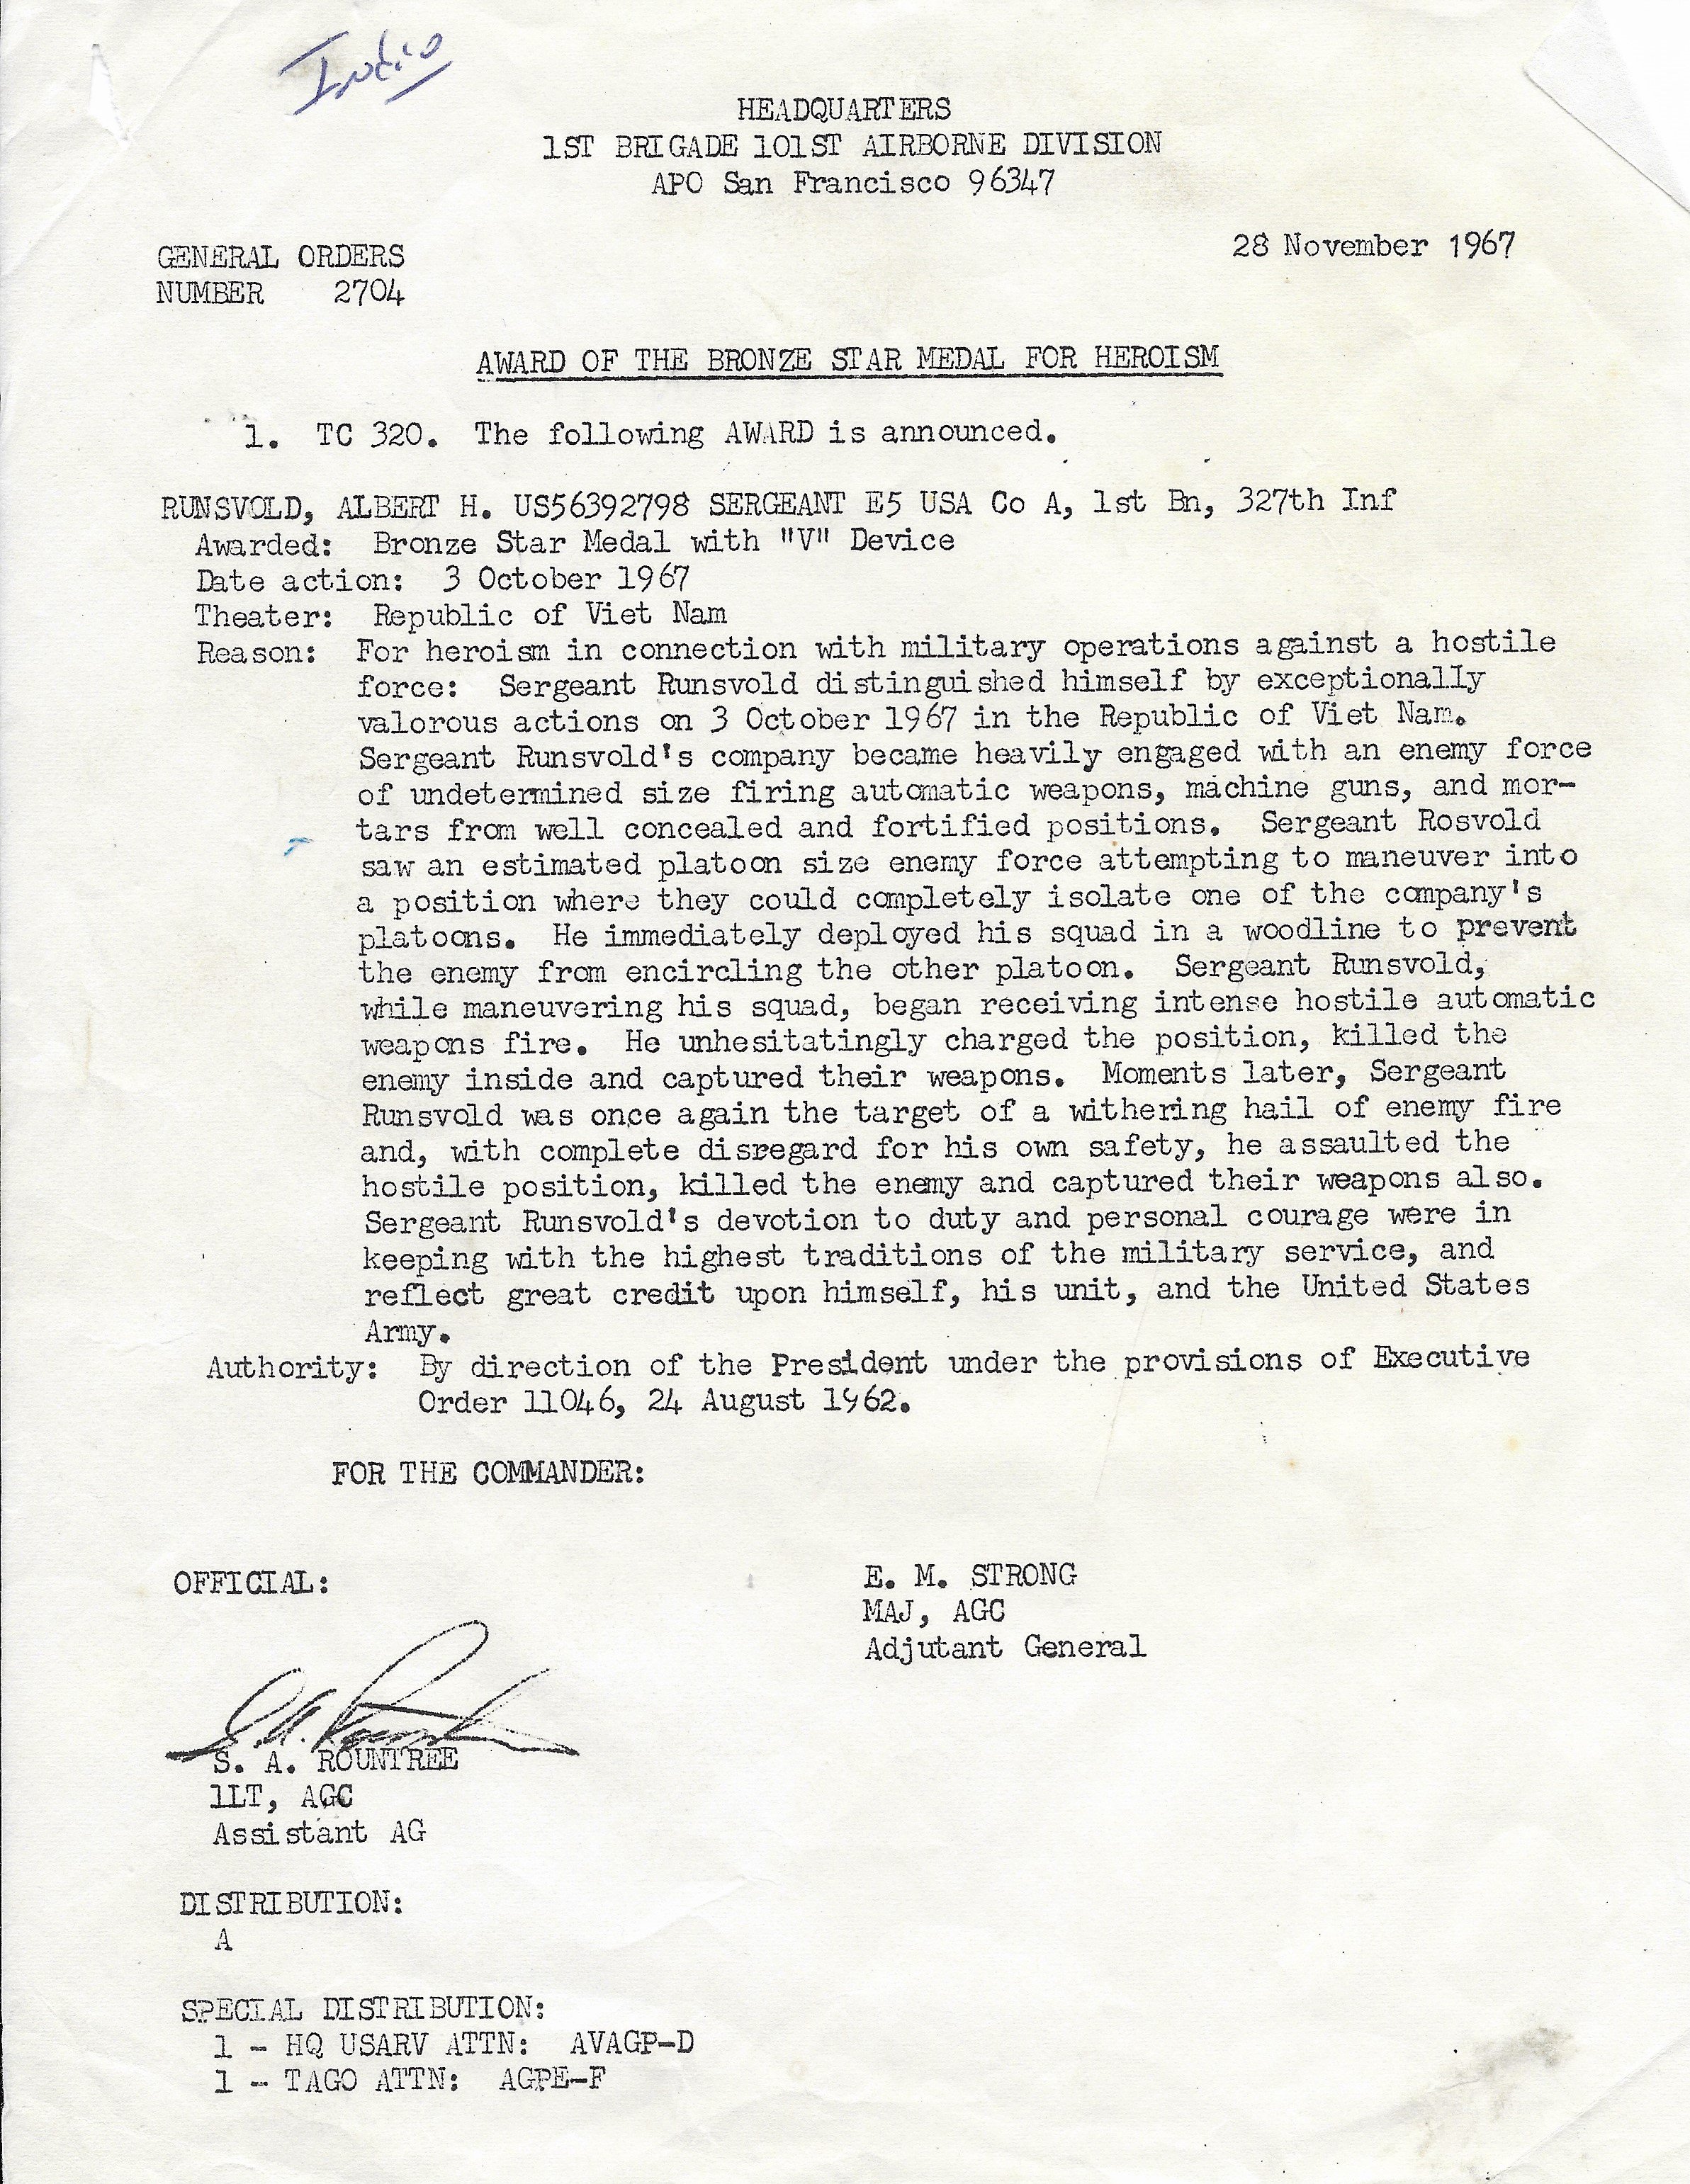 Indio
HEADQUARTERS
1ST BRIGADE 101ST AIRBORNE DIVISION
APO San Francisco 96347
GENERAL ORDERS 28 November 1967
NUMBER 2704
AWARD OF THE BRONZE STAR MEDAL FOR HEROISM
1. TC 320. The following AWARD is announced.
RUNSVOLD, ALBERT H. US56392798 SERGEANT E5 USA Co A, 1st Bn, 327th Inf
Awarded: Bronze Star Medal with "V" Device
Date action: 3 October 1967
Theater: Republic of Viet Nam
Reason: For heroism in connection with military operations against a hostile
force: Sergeant Runsvold distinguished himself by exceptionally
valorous actions on 3 October 1967 in the Republic of Viet Nam.
Sergeant Runsvold's company became heavily engaged with an enemy force
of undetermined size firing automatic weapons, machine guns, and mor-
tars from well concealed and fortified positions. Sergeant Rosvold
saw an estimated platoon size enemy force attempting to maneuver into
a position where they could completely isolate one of the company's
platoons. He immediately deployed his squad in a woodline to prevent
the enemy from encircling the other platoon. Sergeant Runsvold,
while maneuvering his squad, began receiving intense hostile automatic
weapons fire. He unhesitatingly charged the position, killed the
enemy inside and captured their weapons. Moments later, Sergeant
Runsvold was once again the target of a withering hail of enemy fire
and, with complete disregard for his own safety, he assaulted the
hostile position, killed the enemy and captured their weapons also.
Sergeant Runsvold's devotion to duty and personal courage were in
keeping with the highest traditions of the military service, and
reflect great credit upon himself, his unit, and the United States
Army.
Authority: By direction of the President under the provisions of Executive
Order 11046, 24 August 1962.
FOR THE COMMANDER:
OFFICIAL: E. M. STRONG
MAJ, AGC
Adjutant General
S. A. ROUNTREE
1LT, AGC
Assistant AG
DISTRIBUTION:
A
SPECIAL DISTRIBUTION:
1 - HQ USARV ATTN: AVAGP-D
1 - TAGO ATTN: AGPE-F